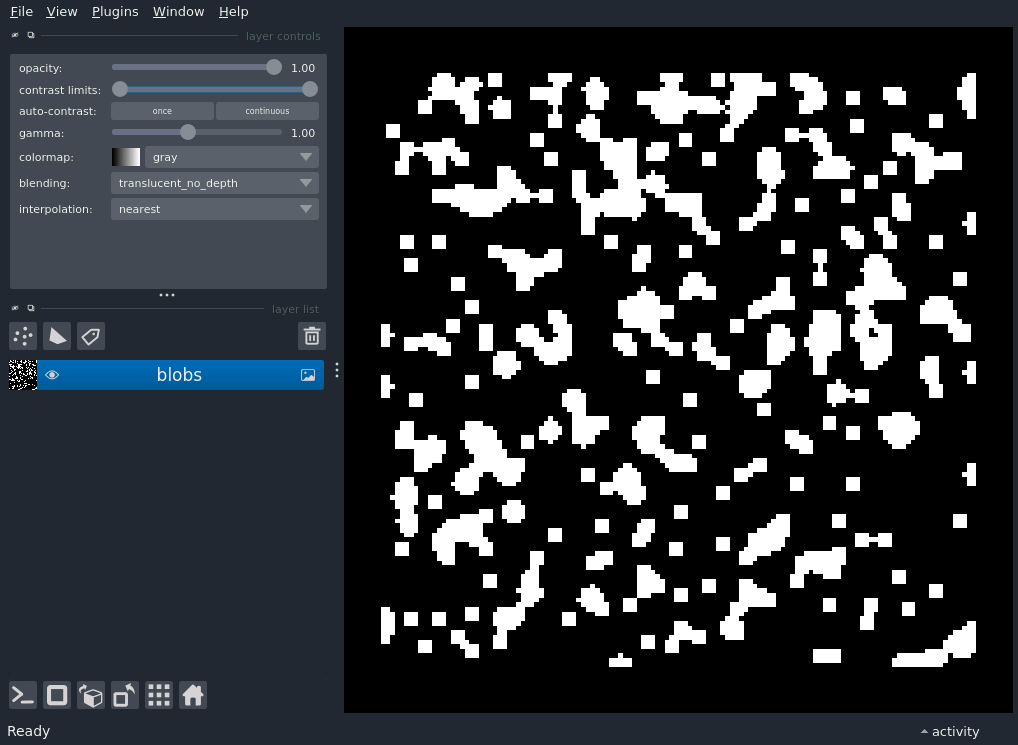 File View Plugins Window Help
layer controls
opacity: 1.00
contrast limits:
auto-contrast: once continuous
gamma: 1.00
colormap: gray
blending: translucent_no_depth
interpolation: nearest
layer list
blobs
Ready
activity